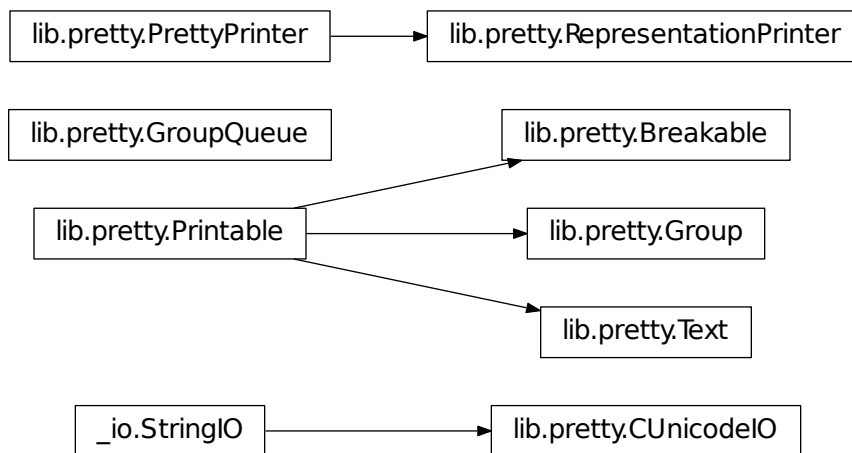 lib.pretty.PrettyPrinter
lib.pretty.RepresentationPrinter
lib.pretty.GroupQueue
lib.pretty.Breakable
lib.pretty.Printable
lib.pretty.Group
lib.pretty.Text
_io.StringIO
lib.pretty.CUnicodeIO